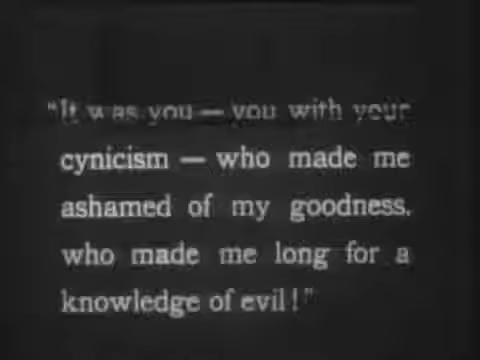 "It was you — you with your
cynicism — who made me
ashamed of my goodness,
who made me long for a
knowledge of evil!"